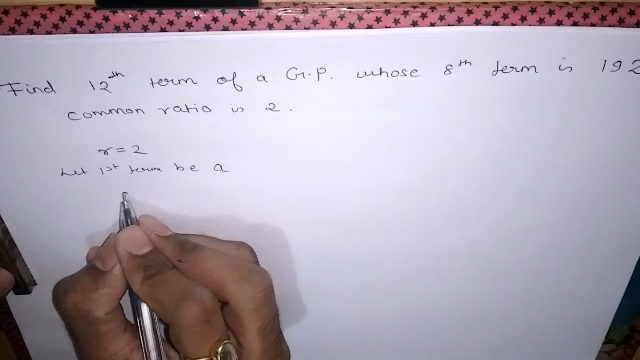 Find 12th term of a G.P. whose 8th term is 192
common ratio is 2.
r = 2
Let 1st term be a